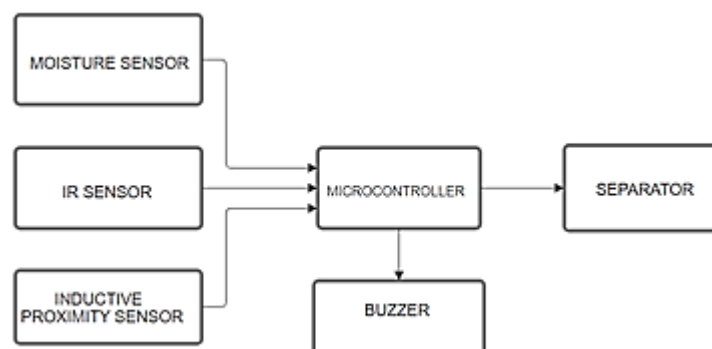 MOISTURE SENSOR
IR SENSOR
MICROCONTROLLER
SEPARATOR
INDUCTIVE
PROXIMITY SENSOR
BUZZER